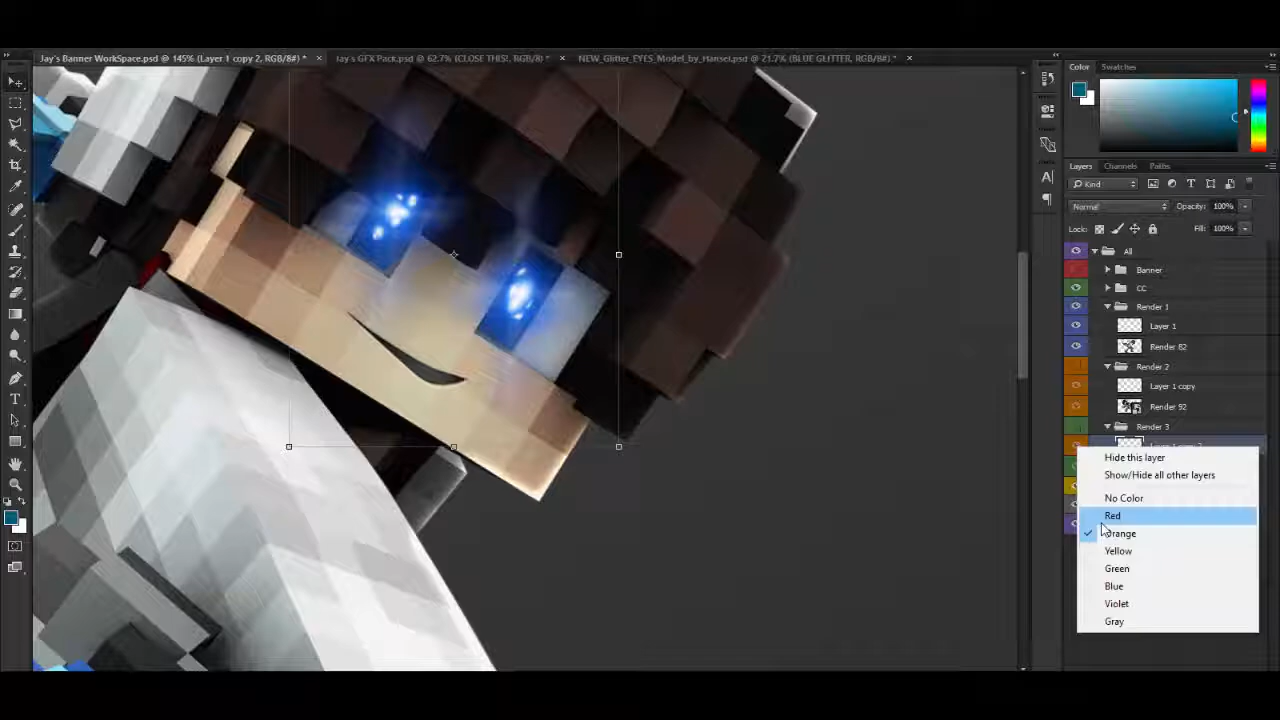 Jay's Banner WorkSpace.psd @ 145% (Layer 1 copy 2, RGB/8#) *
Jay's GFX Pack.psd @ 62.7% (CLOSE THIS!, RGB/8) *
NEW_Glitter_EYES_Model_by_Hansei.psd @ 21.7% (BLUE GLITTER, RGB/8#) *
Color
Swatches
Layers
Channels
Paths
Kind
Normal
Opacity: 100%
Lock:
Fill: 100%
All
Banner
CC
Render 1
Layer 1
Render 82
Render 2
Layer 1 copy
Render 92
Render 3
Hide this layer
Show/Hide all other layers
No Color
Red
Orange
Yellow
Green
Blue
Violet
Gray